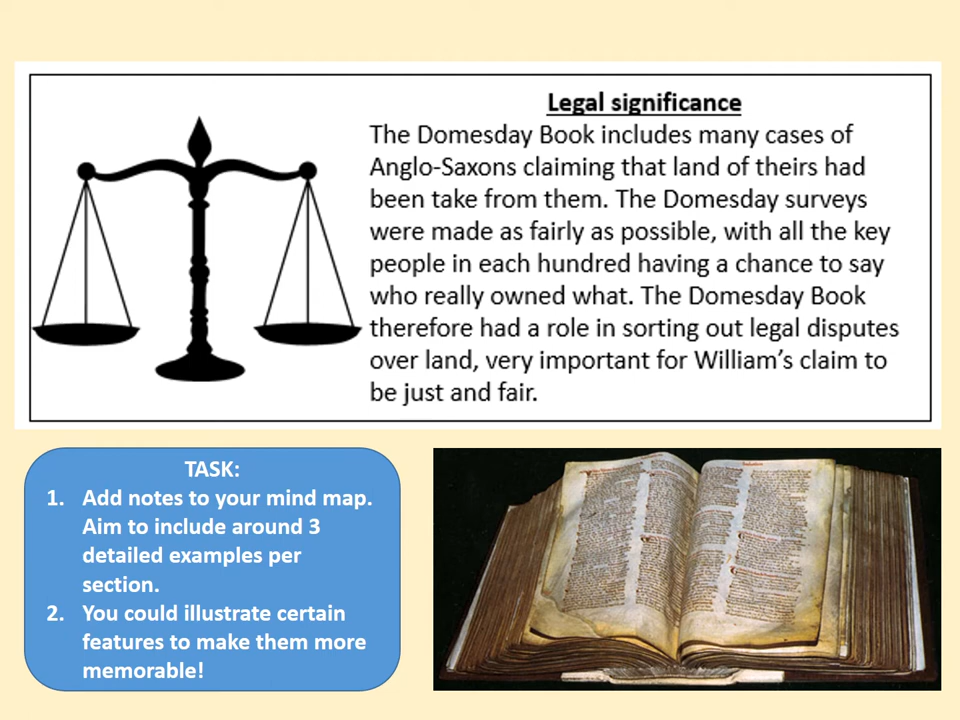 Legal significance
The Domesday Book includes many cases of
Anglo-Saxons claiming that land of theirs had
been take from them. The Domesday surveys
were made as fairly as possible, with all the key
people in each hundred having a chance to say
who really owned what. The Domesday Book
therefore had a role in sorting out legal disputes
over land, very important for William’s claim to
be just and fair.
TASK:
1. Add notes to your mind map.
Aim to include around 3
detailed examples per
section.
2. You could illustrate certain
features to make them more
memorable!